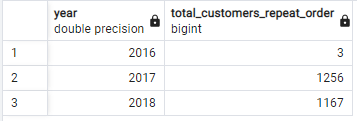 year total_customers_repeat_order
double precision bigint
1 2016 3
2 2017 1256
3 2018 1167